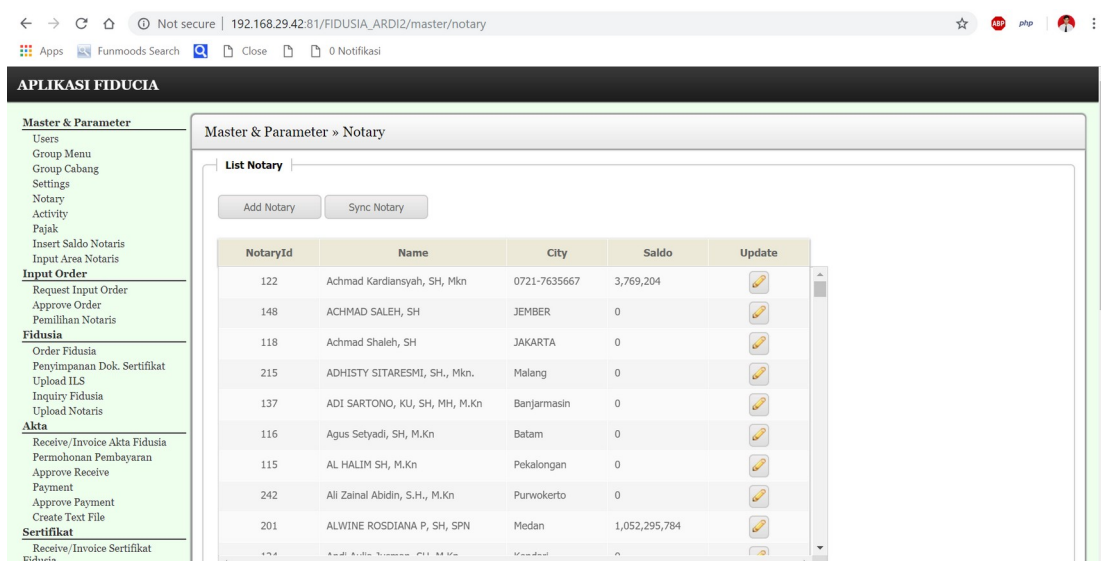 Not secure | 192.168.29.42:81/FIDUSIA_ARDI2/master/notary
ABP php
Apps Funmoods Search Close 0 Notifikasi
APLIKASI FIDUCIA
Master & Parameter
Users
Group Menu
Group Cabang
Settings
Notary
Activity
Pajak
Insert Saldo Notaris
Input Area Notaris
Input Order
Request Input Order
Approve Order
Pemilihan Notaris
Fidusia
Order Fidusia
Penyimpanan Dok. Sertifikat
Upload ILS
Inquiry Fidusia
Upload Notaris
Akta
Receive/Invoice Akta Fidusia
Permohonan Pembayaran
Approve Receive
Payment
Approve Payment
Create Text File
Sertifikat
Receive/Invoice Sertifikat
Fidusia
Master & Parameter » Notary
List Notary
Add Notary Sync Notary
NotaryId Name City Saldo Update
122 Achmad Kardiansyah, SH, Mkn 0721-7635667 3,769,204
148 ACHMAD SALEH, SH JEMBER 0
118 Achmad Shaleh, SH JAKARTA 0
215 ADHISTY SITARESMI, SH., Mkn. Malang 0
137 ADI SARTONO, KU, SH, MH, M.Kn Banjarmasin 0
116 Agus Setyadi, SH, M.Kn Batam 0
115 AL HALIM SH, M.Kn Pekalongan 0
242 Ali Zainal Abidin, S.H., M.Kn Purwokerto 0
201 ALWINE ROSDIANA P, SH, SPN Medan 1,052,295,784